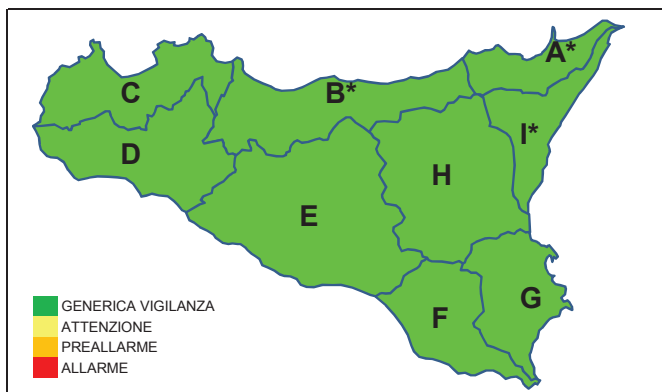 A*
C
B*
I*
D
H
E
G
F
GENERICA VIGILANZA
ATTENZIONE
PREALLARME
ALLARME